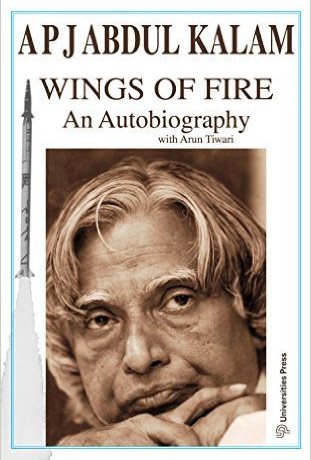 A P J ABDUL KALAM
WINGS OF FIRE
An Autobiography
with Arun Tiwari
Universities Press